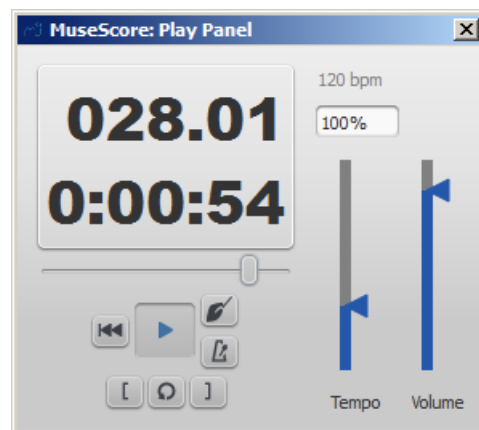 MuseScore: Play Panel
028.01
0:00:54
120 bpm
100%
[ ]
Tempo Volume